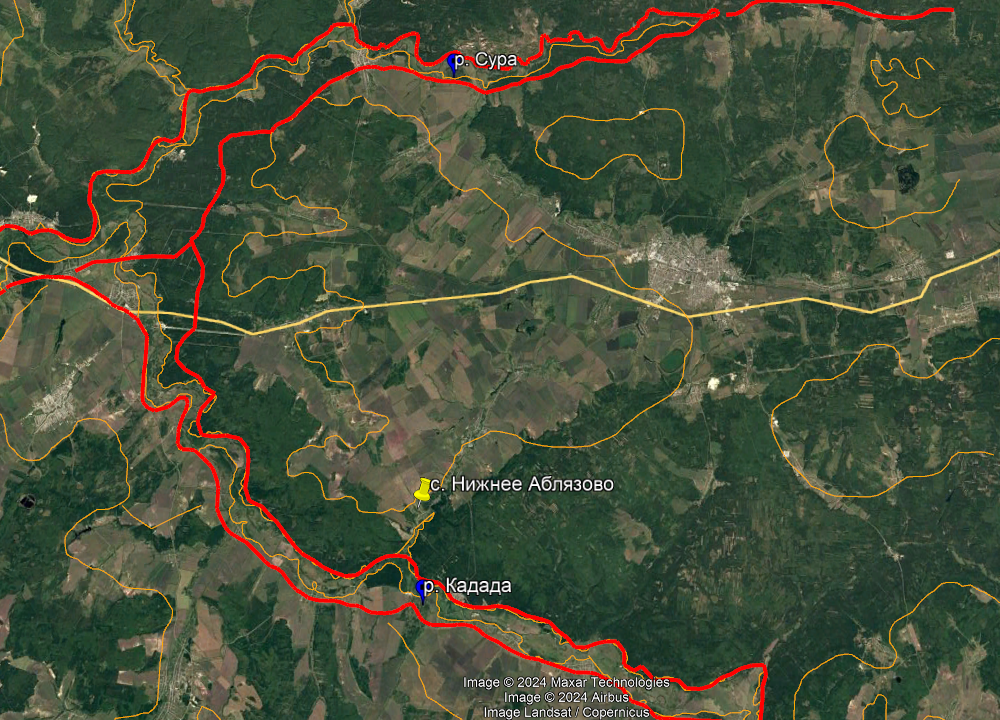 р. Сура
с. Нижнее Аблязово
р. Кадада
Image © 2024 Maxar Technologies
Image © 2024 Airbus
Image Landsat / Copernicus